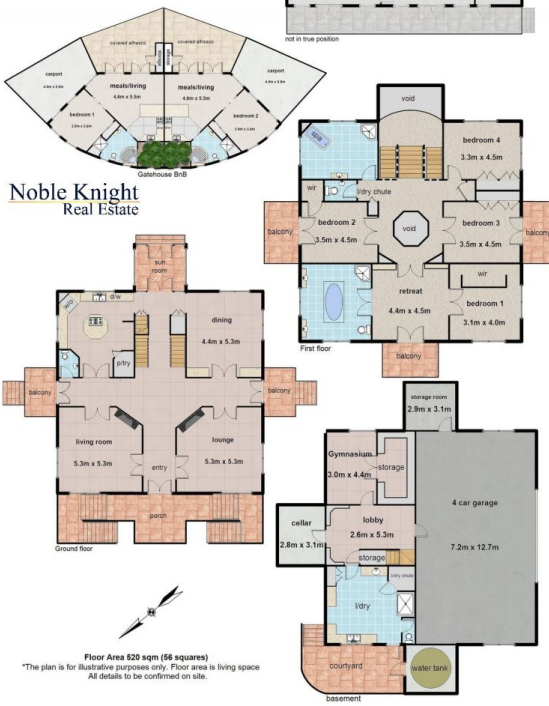 not in true position
covered alfresco
covered alfresco
storage
storage
carport
carport
meals/living
4.4m x 5.5m
meals/living
4.4m x 5.5m
bedroom 1
bedroom 2
Gatehouse BnB
Noble Knight
Real Estate
void
spa
bedroom 4
3.3m x 4.5m
wir
l/dry chute
bedroom 2
3.5m x 4.5m
void
bedroom 3
3.5m x 4.5m
balcony
balcony
retreat
4.4m x 4.5m
wir
bedroom 1
3.1m x 4.0m
First floor
balcony
sun
room
d/w
w/o
dining
4.4m x 5.3m
p/try
balcony
balcony
living room
5.3m x 5.3m
lounge
5.3m x 5.3m
entry
porch
Ground floor
storage room
2.9m x 3.1m
Gymnasium
3.0m x 4.4m
storage
4 car garage
7.2m x 12.7m
cellar
2.8m x 3.1m
lobby
2.6m x 5.3m
storage
l/dry chute
l/dry
courtyard
water tank
basement
Floor Area 520 sqm (56 squares)
*The plan is for illustrative purposes only. Floor area is living space
All details to be confirmed on site.